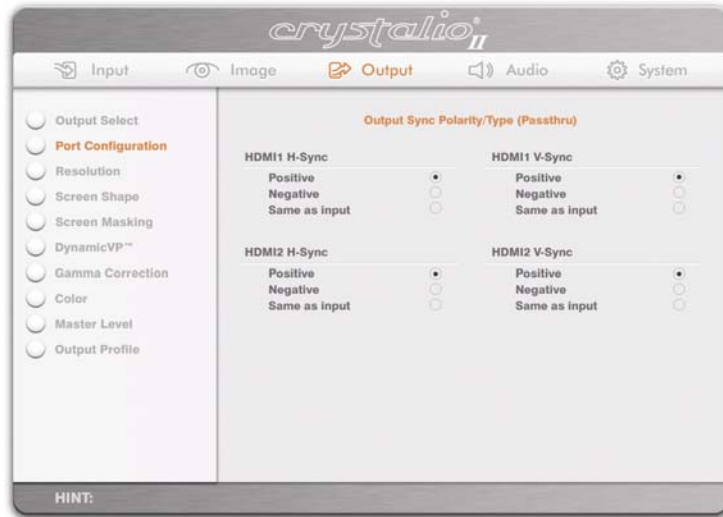 crystalio II
Input
Image
Output
Audio
System
Output Select
Port Configuration
Resolution
Screen Shape
Screen Masking
DynamicVP™
Gamma Correction
Color
Master Level
Output Profile
Output Sync Polarity/Type (Passthru)
HDMI1 H-Sync
Positive
Negative
Same as input
HDMI1 V-Sync
Positive
Negative
Same as input
HDMI2 H-Sync
Positive
Negative
Same as input
HDMI2 V-Sync
Positive
Negative
Same as input
HINT: